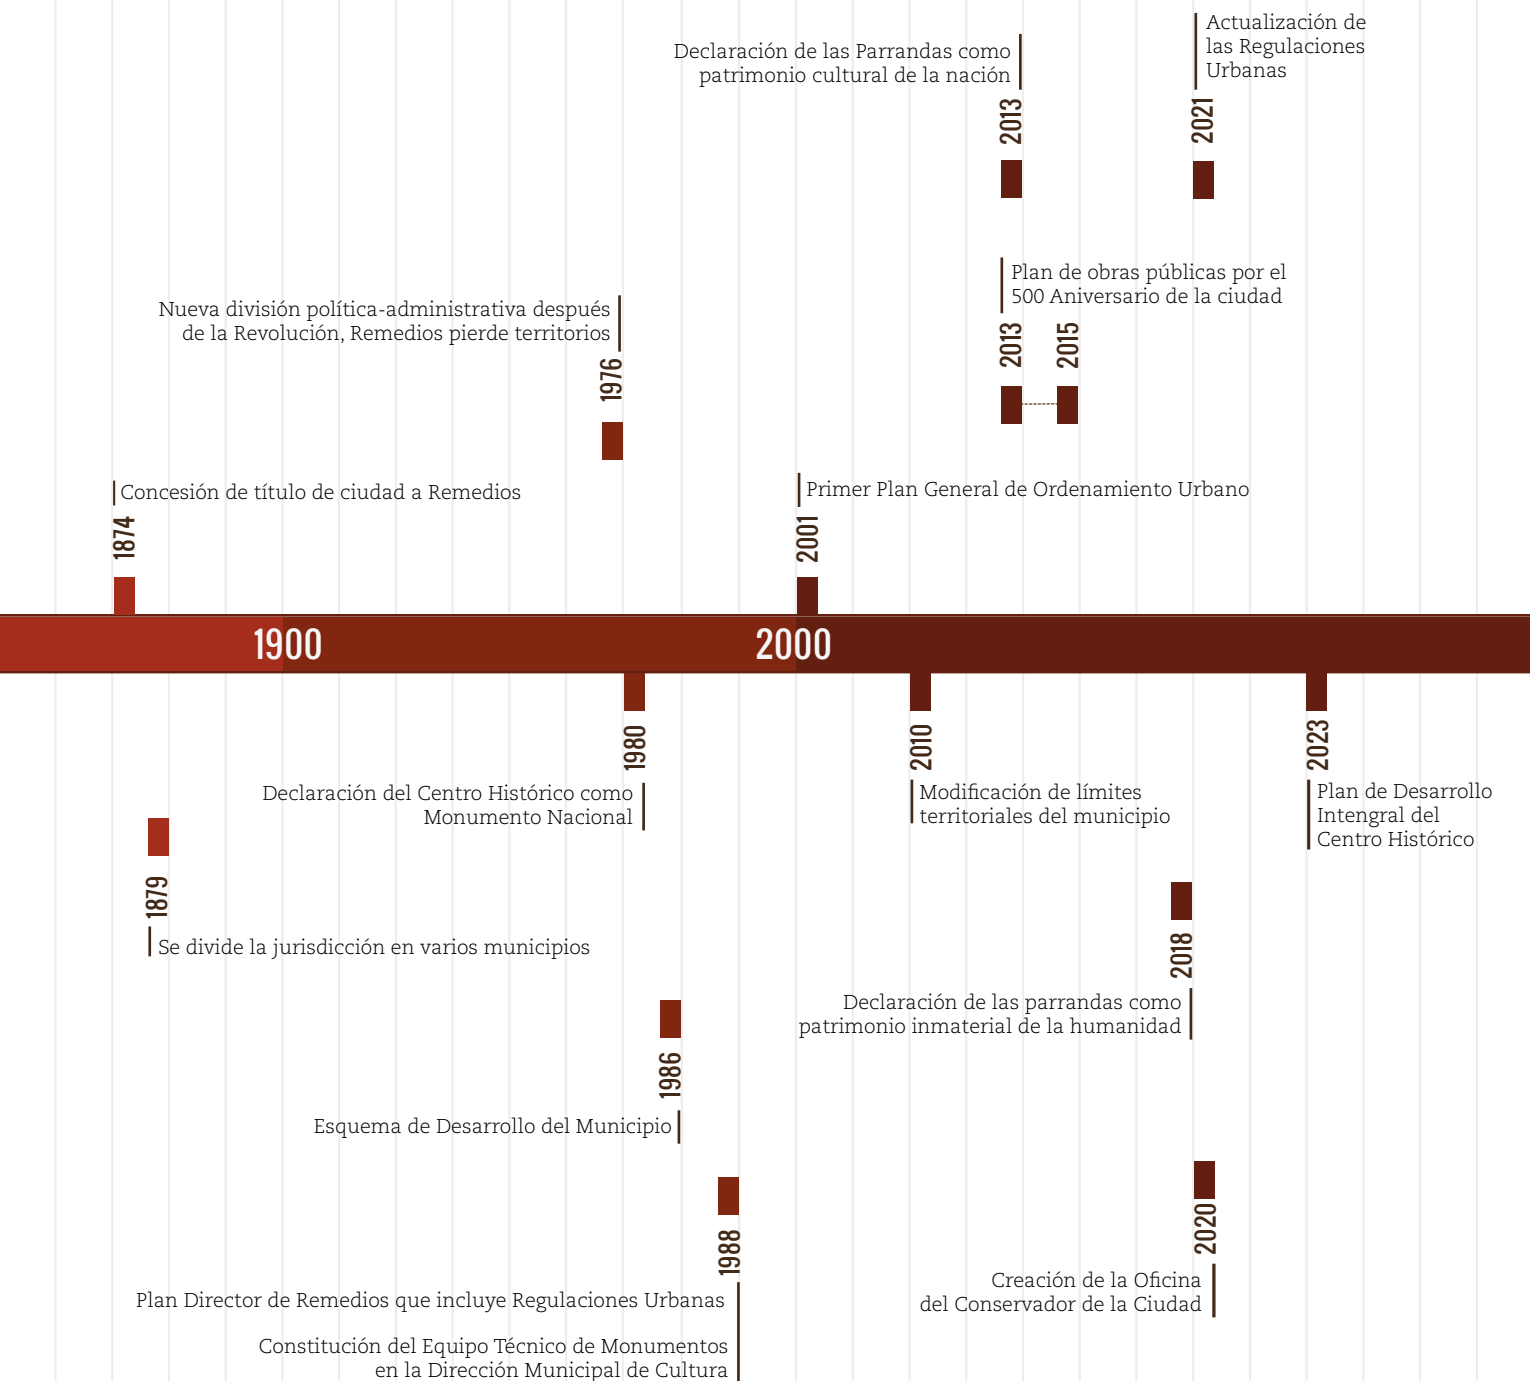 Actualización de
las Regulaciones
Urbanas
2021
Declaración de las Parrandas como
patrimonio cultural de la nación
2013
Plan de obras públicas por el
500 Aniversario de la ciudad
2013
2015
Nueva división política-administrativa después
de la Revolución, Remedios pierde territorios
1976
Concesión de título de ciudad a Remedios
1874
Primer Plan General de Ordenamiento Urbano
2001
1900
2000
1980
Declaración del Centro Histórico como
Monumento Nacional
2010
Modificación de límites
territoriales del municipio
2023
Plan de Desarrollo
Intengral del
Centro Histórico
1879
Se divide la jurisdicción en varios municipios
2018
Declaración de las parrandas como
patrimonio inmaterial de la humanidad
1986
Esquema de Desarrollo del Municipio
1988
Plan Director de Remedios que incluye Regulaciones Urbanas
Constitución del Equipo Técnico de Monumentos
en la Dirección Municipal de Cultura
2020
Creación de la Oficina
del Conservador de la Ciudad